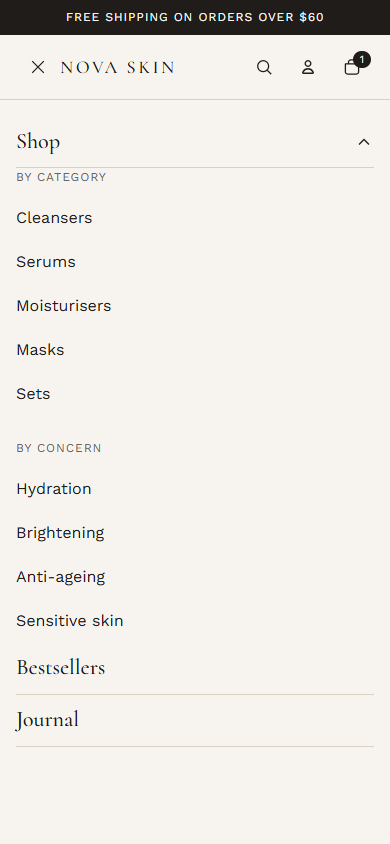 FREE SHIPPING ON ORDERS OVER $60
NOVA SKIN
1
Shop
BY CATEGORY
Cleansers
Serums
Moisturisers
Masks
Sets
BY CONCERN
Hydration
Brightening
Anti-ageing
Sensitive skin
Bestsellers
Journal